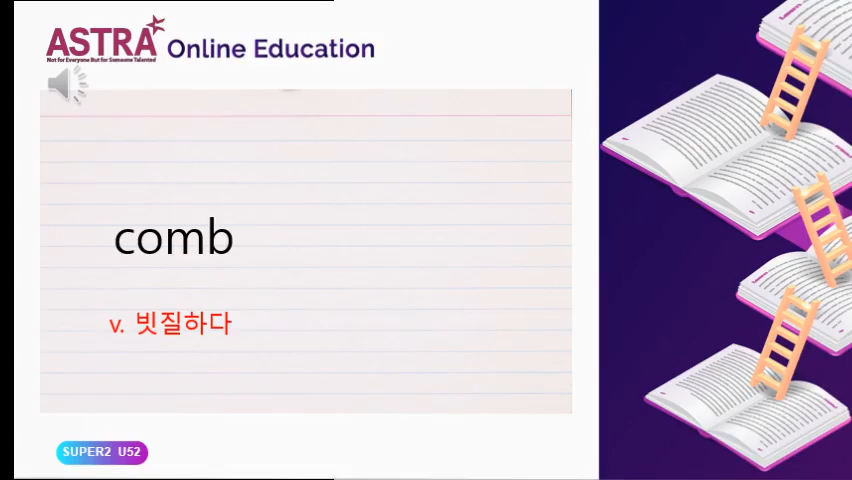 ASTRA
Not for Everyone But for Someone Talented
Online Education
comb
v. 빗질하다
SUPER2 U52